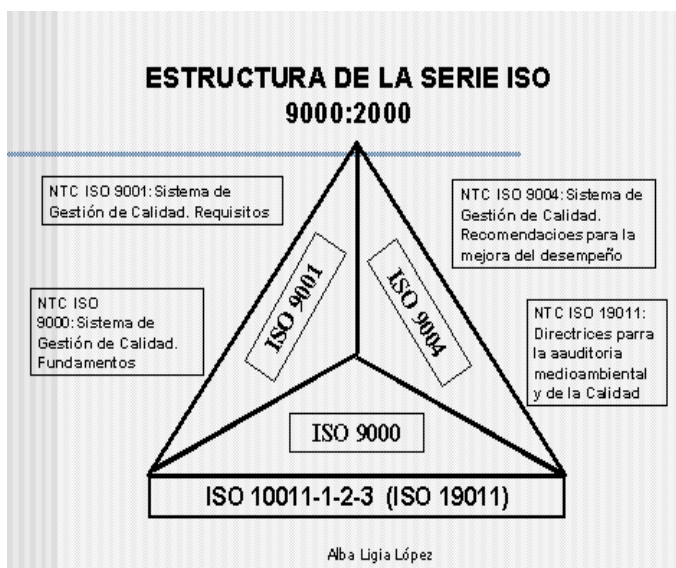 ESTRUCTURA DE LA SERIE ISO
9000:2000
NTC ISO 9001: Sistema de
Gestión de Calidad. Requisitos
NTC ISO 9004: Sistema de
Gestión de Calidad.
Recomendacioes para la
mejora del desempeño
NTC ISO
9000: Sistema de
Gestión de Calidad.
Fundamentos
ISO 9001
ISO 9004
NTC ISO 19011:
Directrices parra
la aauditoria
medioambiental
y de la Calidad
ISO 9000
ISO 10011-1-2-3 (ISO 19011)
Alba Ligia López